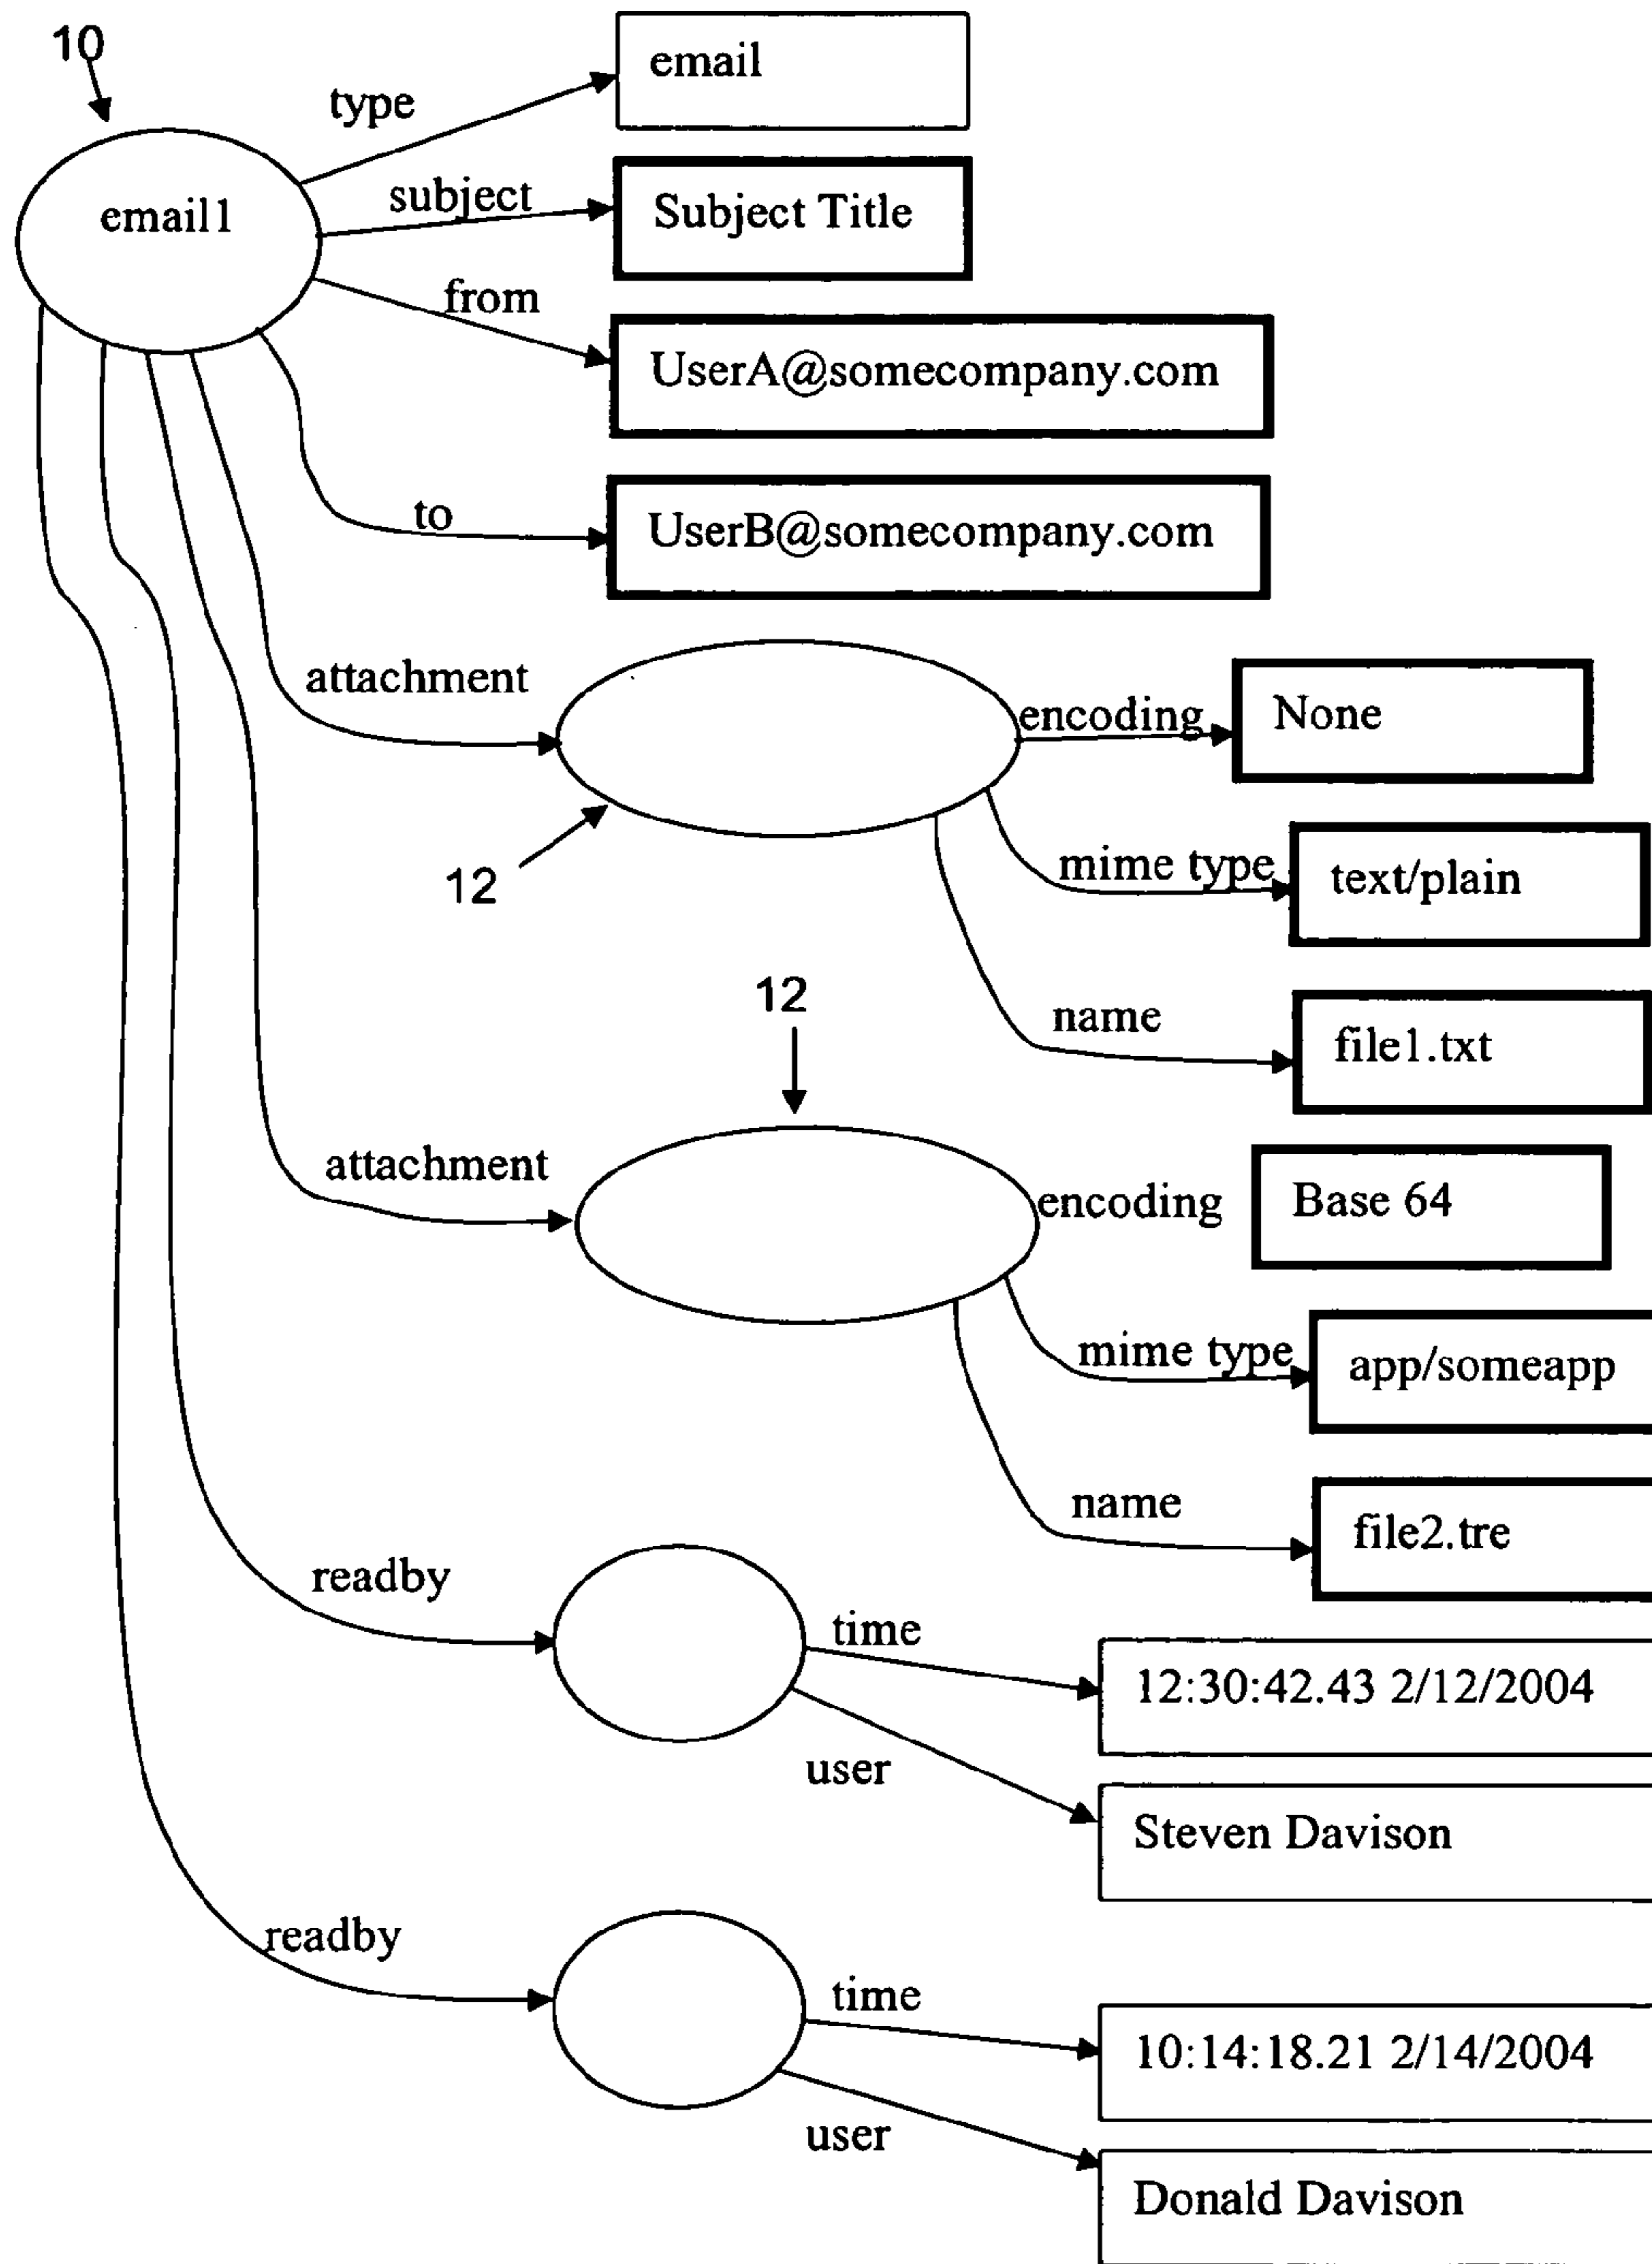 10
email
type
email1
subject
Subject Title
from
UserA@somecompany.com
to
UserB@somecompany.com
attachment
encoding
None
12
mime type
text/plain
12
name
file1.txt
attachment
encoding
Base 64
mime type
app/someapp
name
file2.tre
readby
time
12:30:42.43 2/12/2004
user
Steven Davison
readby
time
10:14:18.21 2/14/2004
user
Donald Davison